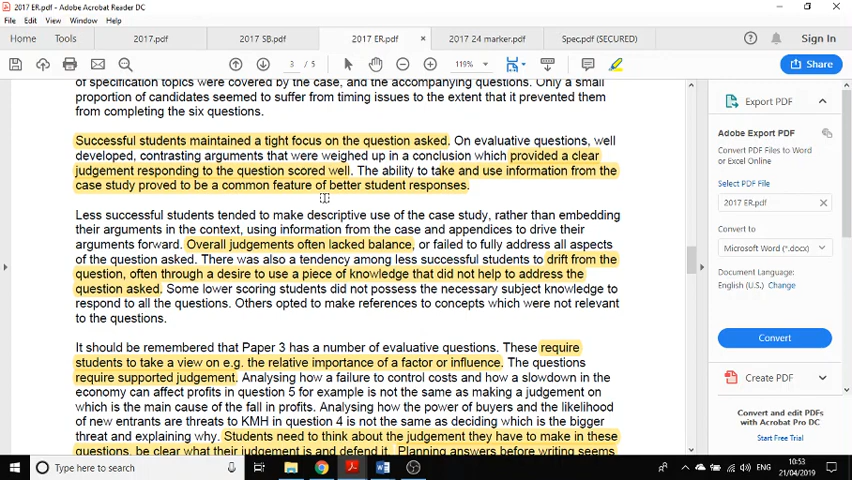 2017 ER.pdf - Adobe Acrobat Reader DC
File Edit View Window Help
Home Tools 2017.pdf 2017 SB.pdf 2017 ER.pdf × 2017 24 marker.pdf Spec.pdf (SECURED) Sign In
3 / 5 119% Share
of specification topics were covered by the case, and the accompanying questions. Only a small
proportion of candidates seemed to suffer from timing issues to the extent that it prevented them
from completing the six questions.
Successful students maintained a tight focus on the question asked. On evaluative questions, well
developed, contrasting arguments that were weighed up in a conclusion which provided a clear
judgement responding to the question scored well. The ability to take and use information from the
case study proved to be a common feature of better student responses.
Less successful students tended to make descriptive use of the case study, rather than embedding
their arguments in the context, using information from the case and appendices to drive their
arguments forward. Overall judgements often lacked balance, or failed to fully address all aspects
of the question asked. There was also a tendency among less successful students to drift from the
question, often through a desire to use a piece of knowledge that did not help to address the
question asked. Some lower scoring students did not possess the necessary subject knowledge to
respond to all the questions. Others opted to make references to concepts which were not relevant
to the questions.
It should be remembered that Paper 3 has a number of evaluative questions. These require
students to take a view on e.g. the relative importance of a factor or influence. The questions
require supported judgement. Analysing how a failure to control costs and how a slowdown in the
economy can affect profits in question 5 for example is not the same as making a judgement on
which is the main cause of the fall in profits. Analysing how the power of buyers and the likelihood
of new entrants are threats to KMH in question 4 is not the same as deciding which is the bigger
threat and explaining why. Students need to think about the judgement they have to make in these
questions, be clear what their judgement is and defend it. Planning answers before writing seems
Export PDF
Adobe Export PDF
Convert PDF Files to Word
or Excel Online
Select PDF File
2017 ER.pdf
Convert to
Microsoft Word (*.docx)
Document Language:
English (U.S.) Change
Convert
Create PDF
Convert and edit PDFs
with Acrobat Pro DC
Start Free Trial
Type here to search
ENG
10:53
21/04/2019